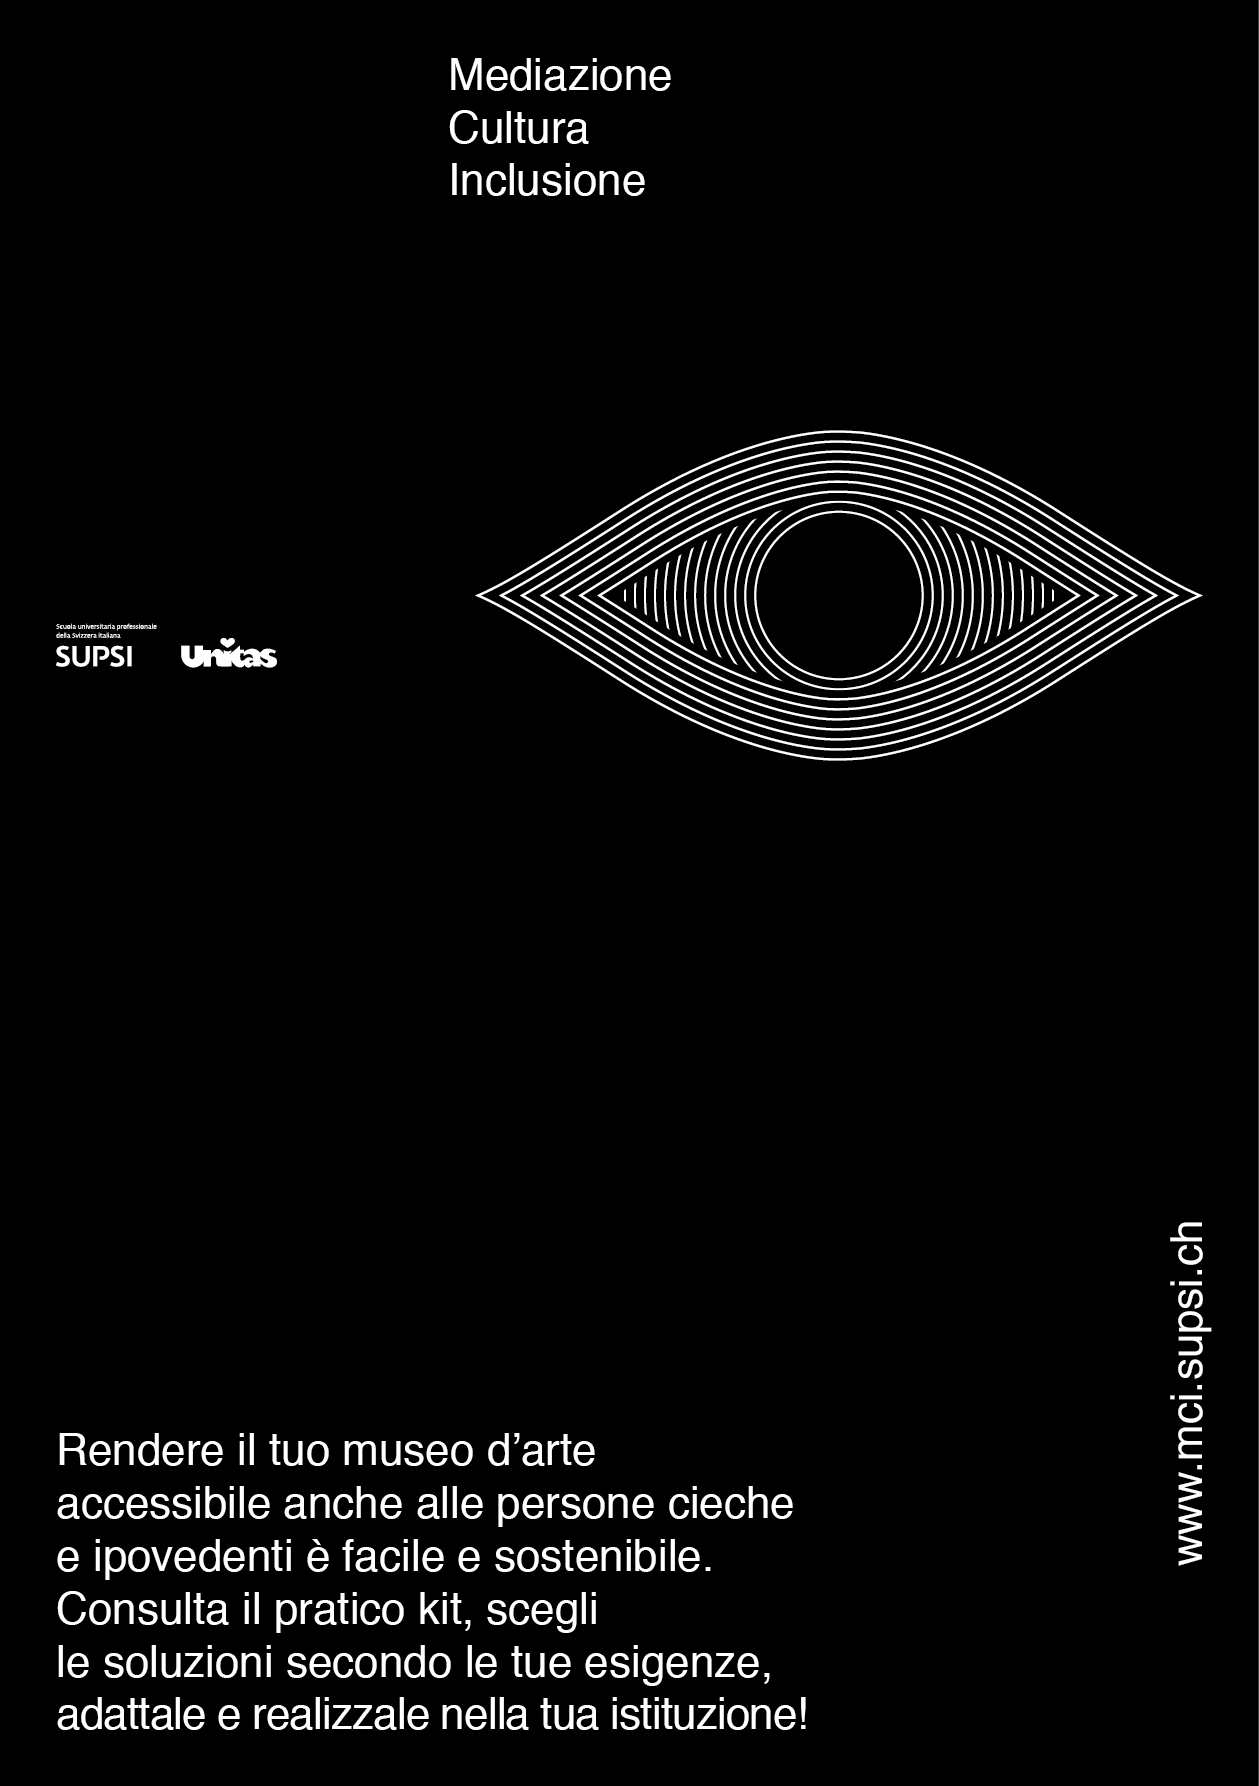 Mediazione
Cultura
Inclusione
Scuola universitaria professionale
della Svizzera italiana
SUPSI
Unitas
www.mci.supsi.ch
Rendere il tuo museo d’arte
accessibile anche alle persone cieche
e ipovedenti è facile e sostenibile.
Consulta il pratico kit, scegli
le soluzioni secondo le tue esigenze,
adattale e realizzale nella tua istituzione!